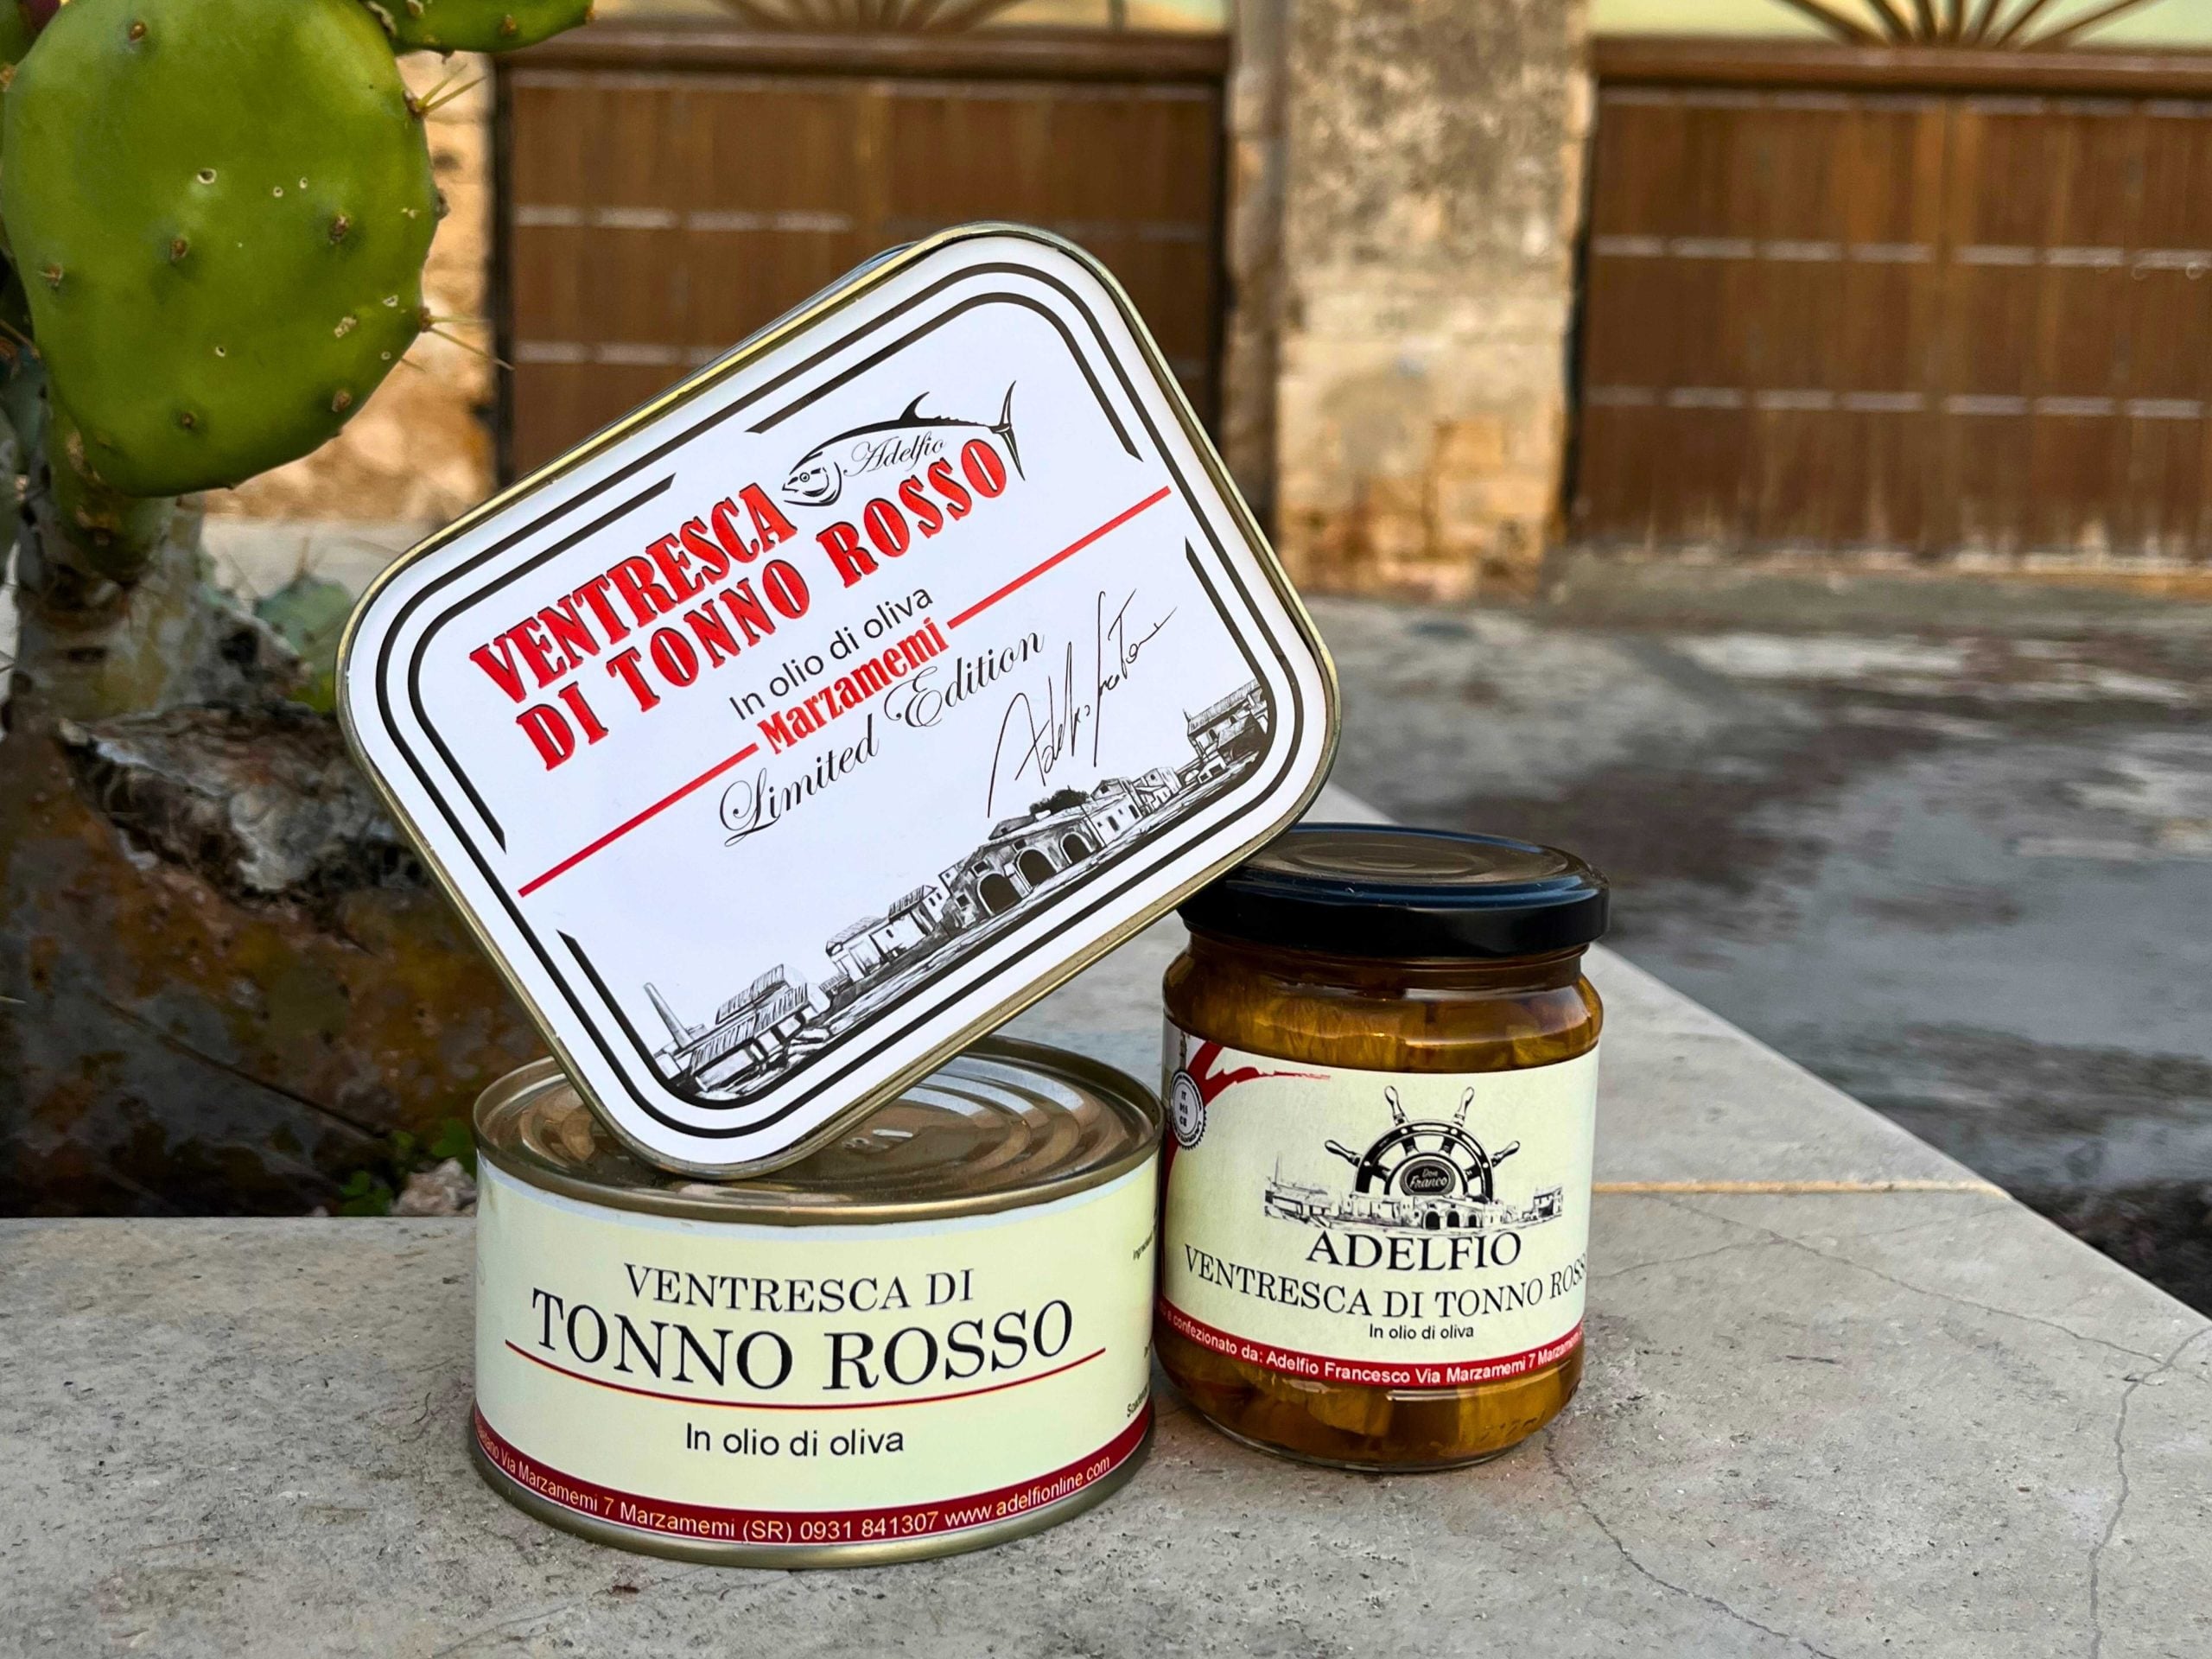 Adelfio
VENTRESCA
DI TONNO ROSSO
In olio di oliva
Marzamemi
Limited Edition
VENTRESCA DI
TONNO ROSSO
In olio di oliva
Via Marzamemi 7 Marzamemi (SR) 0931 841307 www.adelfionline.com
Don
Franco
ADELFIO
VENTRESCA DI TONNO ROSSO
In olio di oliva
confezionato da: Adelfio Francesco Via Marzamemi 7 Marzamemi